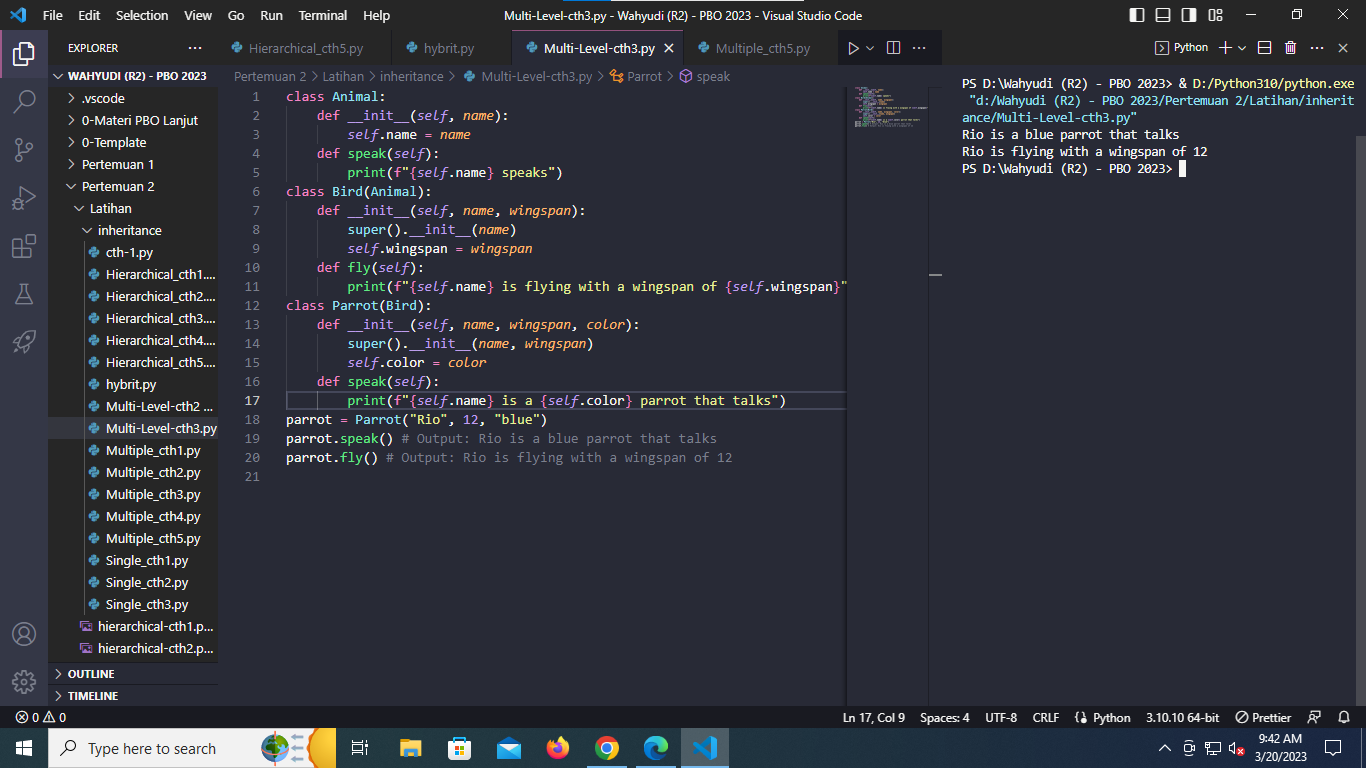 File Edit Selection View Go Run Terminal Help
Multi-Level-cth3.py - Wahyudi (R2) - PBO 2023 - Visual Studio Code
EXPLORER
Hierarchical_cth5.py
hybrit.py
Multi-Level-cth3.py
Multiple_cth5.py
Python
WAHYUDI (R2) - PBO 2023
.vscode
0-Materi PBO Lanjut
0-Template
Pertemuan 1
Pertemuan 2
Latihan
inheritance
cth-1.py
Hierarchical_cth1....
Hierarchical_cth2....
Hierarchical_cth3....
Hierarchical_cth4....
Hierarchical_cth5....
hybrit.py
Multi-Level-cth2 ...
Multi-Level-cth3.py
Multiple_cth1.py
Multiple_cth2.py
Multiple_cth3.py
Multiple_cth4.py
Multiple_cth5.py
Single_cth1.py
Single_cth2.py
Single_cth3.py
hierarchical-cth1.p...
hierarchical-cth2.p...
OUTLINE
TIMELINE
Pertemuan 2 > Latihan > inheritance > Multi-Level-cth3.py > Parrot > speak
1 class Animal:
2 def __init__(self, name):
3 self.name = name
4 def speak(self):
5 print(f"{self.name} speaks")
6 class Bird(Animal):
7 def __init__(self, name, wingspan):
8 super().__init__(name)
9 self.wingspan = wingspan
10 def fly(self):
11 print(f"{self.name} is flying with a wingspan of {self.wingspan}"
12 class Parrot(Bird):
13 def __init__(self, name, wingspan, color):
14 super().__init__(name, wingspan)
15 self.color = color
16 def speak(self):
17 print(f"{self.name} is a {self.color} parrot that talks")
18 parrot = Parrot("Rio", 12, "blue")
19 parrot.speak() # Output: Rio is a blue parrot that talks
20 parrot.fly() # Output: Rio is flying with a wingspan of 12
21
PS D:\Wahyudi (R2) - PBO 2023> & D:/Python310/python.exe
"d:/Wahyudi (R2) - PBO 2023/Pertemuan 2/Latihan/inherit
ance/Multi-Level-cth3.py"
Rio is a blue parrot that talks
Rio is flying with a wingspan of 12
PS D:\Wahyudi (R2) - PBO 2023>
0 0
Ln 17, Col 9 Spaces: 4 UTF-8 CRLF Python 3.10.10 64-bit Prettier
Type here to search
9:42 AM
3/20/2023